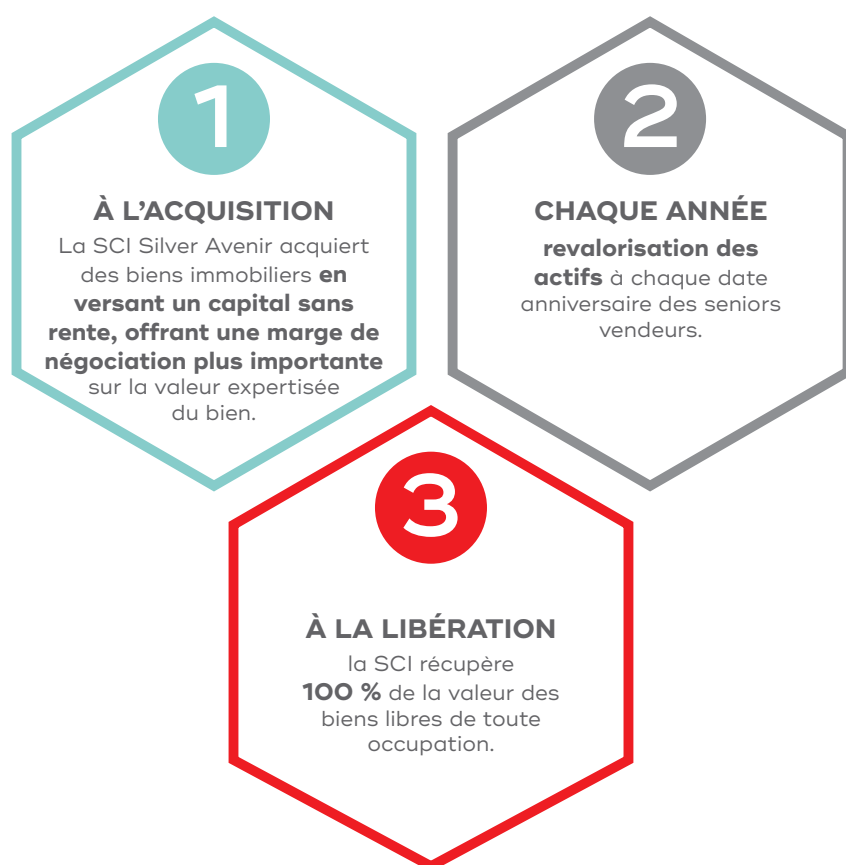 1
À L'ACQUISITION
La SCI Silver Avenir acquiert
des biens immobiliers en
versant un capital sans
rente, offrant une marge de
négociation plus importante
sur la valeur expertisée
du bien.
2
CHAQUE ANNÉE
revalorisation des
actifs à chaque date
anniversaire des seniors
vendeurs.
3
À LA LIBÉRATION
la SCI récupère
100 % de la valeur des
biens libres de toute
occupation.